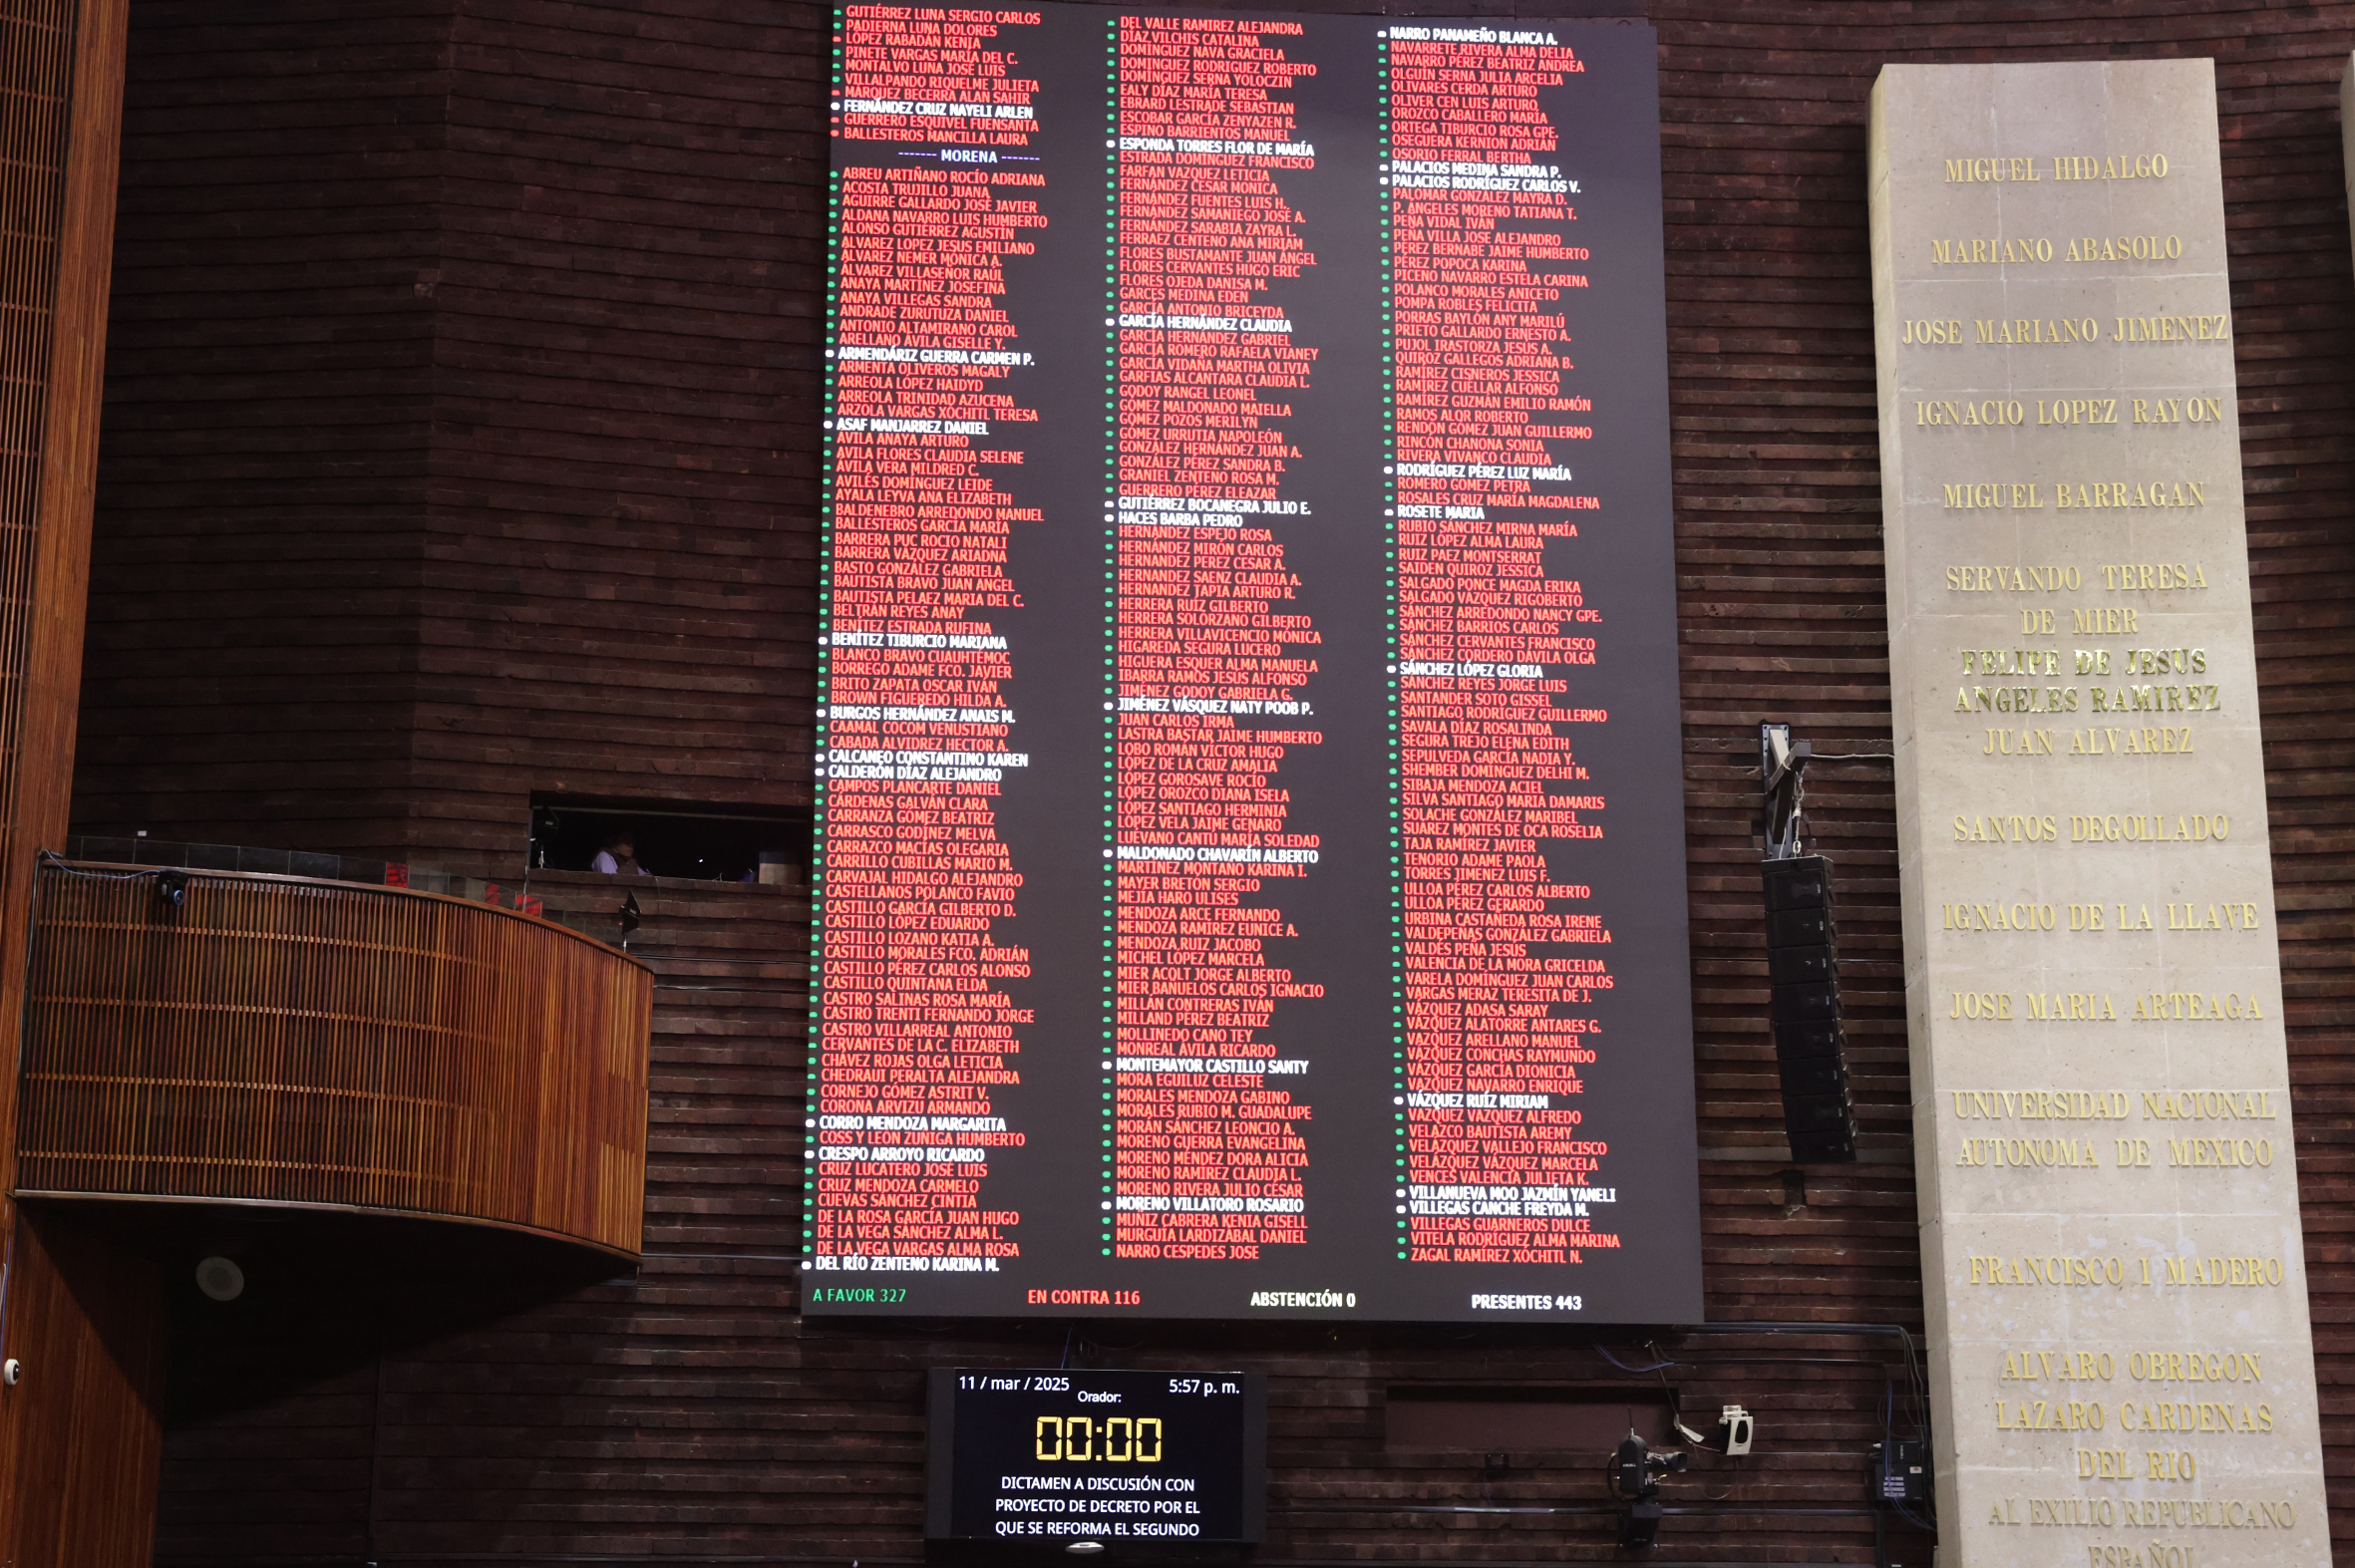 GUTIÉRREZ LUNA SERGIO CARLOS
PADIERNA LUNA DOLORES
LÓPEZ RABADÁN KENIA
PINETE VARGAS MARÍA DEL C.
MONTALVO LUNA JOSÉ LUIS
VILLALPANDO RIQUELME JULIETA
MÁRQUEZ BECERRA ALAN SAHIR
FERNÁNDEZ CRUZ NAYELI ARLEN
GUERRERO ESQUIVEL FUENSANTA
BALLESTEROS MANCILLA LAURA
------- MORENA -------
ABREU ARTIÑANO ROCÍO ADRIANA
ACOSTA TRUJILLO JUANA
AGUIRRE GALLARDO JOSÉ JAVIER
ALDANA NAVARRO LUIS HUMBERTO
ALONSO GUTIÉRREZ AGUSTÍN
ÁLVAREZ LÓPEZ JESÚS EMILIANO
ÁLVAREZ NEMER MÓNICA A.
ÁLVAREZ VILLASEÑOR RAÚL
ANAYA MARTÍNEZ JOSEFINA
ANAYA VILLEGAS SANDRA
ANDRADE ZURUTUZA DANIEL
ANTONIO ALTAMIRANO CAROL
ARELLANO ÁVILA GISELLE Y.
ARMENDÁRIZ GUERRA CARMEN P.
ARMENTA OLIVEROS MAGALY
ARREOLA LÓPEZ HAIDYD
ARREOLA TRINIDAD AZUCENA
ARZOLA VARGAS XÓCHITL TERESA
ASAF MANJARREZ DANIEL
ÁVILA ANAYA ARTURO
ÁVILA FLORES CLAUDIA SELENE
ÁVILA VERA MILDRED C.
AVILÉS DOMÍNGUEZ LEIDE
AYALA LEYVA ANA ELIZABETH
BALDENEBRO ARREDONDO MANUEL
BALLESTEROS GARCÍA MARÍA
BARRERA PUC ROCÍO NATALI
BARRERA VÁZQUEZ ARIADNA
BASTO GONZÁLEZ GABRIELA
BAUTISTA BRAVO JUAN ÁNGEL
BAUTISTA PELÁEZ MARÍA DEL C.
BELTRÁN REYES ANAY
BENÍTEZ ESTRADA RUFINA
BENÍTEZ TIBURCIO MARIANA
BLANCO BRAVO CUAUHTÉMOC
BORREGO ADAME FCO. JAVIER
BRITO ZAPATA OSCAR IVÁN
BROWN FIGUEREDO HILDA A.
BURGOS HERNÁNDEZ ANAIS M.
CAAMAL COCOM VENUSTIANO
CABADA ALVIDREZ HÉCTOR A.
CALCÁNEO CONSTANTINO KAREN
CALDERÓN DÍAZ ALEJANDRO
CAMPOS PLANCARTE DANIEL
CÁRDENAS GALVÁN CLARA
CARRANZA GÓMEZ BEATRIZ
CARRASCO GODÍNEZ MELVA
CARRAZCO MACÍAS OLEGARIA
CARRILLO CUBILLAS MARIO M.
CARVAJAL HIDALGO ALEJANDRO
CASTELLANOS POLANCO FAVIO
CASTILLO GARCÍA GILBERTO D.
CASTILLO LÓPEZ EDUARDO
CASTILLO LOZANO KATIA A.
CASTILLO MORALES FCO. ADRIÁN
CASTILLO PÉREZ CARLOS ALONSO
CASTILLO QUINTANA ELDA
CASTRO SALINAS ROSA MARÍA
CASTRO TRENTI FERNANDO JORGE
CASTRO VILLARREAL ANTONIO
CERVANTES DE LA C. ELIZABETH
CHÁVEZ ROJAS OLGA LETICIA
CHEDRAUI PERALTA ALEJANDRA
CORNEJO GÓMEZ ASTRIT V.
CORONA ARVIZU ARMANDO
CORRO MENDOZA MARGARITA
COSS Y LEÓN ZÚÑIGA HUMBERTO
CRESPO ARROYO RICARDO
CRUZ LUCATERO JOSÉ LUIS
CRUZ MENDOZA CARMELO
CUEVAS SÁNCHEZ CINTIA
DE LA ROSA GARCÍA JUAN HUGO
DE LA VEGA SÁNCHEZ ALMA L.
DE LA VEGA VARGAS ALMA ROSA
DEL RÍO ZENTENO KARINA M.
DEL VALLE RAMÍREZ ALEJANDRA
DÍAZ VILCHIS CATALINA
DOMÍNGUEZ NAVA GRACIELA
DOMÍNGUEZ RODRÍGUEZ ROBERTO
DOMÍNGUEZ SERNA YOLOCZIN
EALY DÍAZ MARÍA TERESA
EBRARD LESTRADE SEBASTIÁN
ESCOBAR GARCÍA ZENYAZEN R.
ESPINO BARRIENTOS MANUEL
ESPONDA TORRES FLOR DE MARÍA
ESTRADA DOMÍNGUEZ FRANCISCO
FARFÁN VÁZQUEZ LETICIA
FERNÁNDEZ CÉSAR MÓNICA
FERNÁNDEZ FUENTES LUIS H.
FERNÁNDEZ SAMANIEGO JOSÉ A.
FERNÁNDEZ SARABIA ZAYRA L.
FERRÁEZ CENTENO ANA MIRIAM
FLORES BUSTAMANTE JUAN ÁNGEL
FLORES CERVANTES HUGO ERIC
FLORES OJEDA DANISA M.
GARCÉS MEDINA EDEN
GARCÍA ANTONIO BRICEYDA
GARCÍA HERNÁNDEZ CLAUDIA
GARCÍA HERNÁNDEZ GABRIEL
GARCÍA ROMERO RAFAELA VIANEY
GARCÍA VIDAÑA MARTHA OLIVIA
GARFIAS ALCÁNTARA CLAUDIA L.
GODOY RANGEL LEONEL
GÓMEZ MALDONADO MAIELLA
GÓMEZ POZOS MERILYN
GÓMEZ URRUTIA NAPOLEÓN
GONZÁLEZ HERNÁNDEZ JUAN A.
GONZÁLEZ PÉREZ SANDRA B.
GRANIEL ZENTENO ROSA M.
GUERRERO PÉREZ ELEAZAR
GUTIÉRREZ BOCANEGRA JULIO E.
HACES BARBA PEDRO
HERNÁNDEZ ESPEJO ROSA
HERNÁNDEZ MIRÓN CARLOS
HERNÁNDEZ PÉREZ CÉSAR A.
HERNÁNDEZ SÁENZ CLAUDIA A.
HERNÁNDEZ TAPIA ARTURO R.
HERRERA RUIZ GILBERTO
HERRERA SOLÓRZANO GILBERTO
HERRERA VILLAVICENCIO MÓNICA
HIGAREDA SEGURA LUCERO
HIGUERA ESQUER ALMA MANUELA
IBARRA RAMOS JESÚS ALFONSO
JIMÉNEZ GODOY GABRIELA G.
JIMÉNEZ VÁSQUEZ NATY POOB P.
JUAN CARLOS IRMA
LASTRA BASTAR JAIME HUMBERTO
LOBO ROMÁN VÍCTOR HUGO
LÓPEZ DE LA CRUZ AMALIA
LÓPEZ GOROSAVE ROCÍO
LÓPEZ OROZCO DIANA ISELA
LÓPEZ SANTIAGO HERMINIA
LÓPEZ VELA JAIME GENARO
LUÉVANO CANTÚ MARÍA SOLEDAD
MALDONADO CHAVARÍN ALBERTO
MARTÍNEZ MONTAÑO KARINA I.
MAYER BRETÓN SERGIO
MEJÍA HARO ULISES
MENDOZA ARCE FERNANDO
MENDOZA RAMÍREZ EUNICE A.
MENDOZA RUIZ JACOBO
MICHEL LÓPEZ MARCELA
MIER ACOLT JORGE ALBERTO
MIER BAÑUELOS CARLOS IGNACIO
MILLÁN CONTRERAS IVÁN
MILLAND PÉREZ BEATRIZ
MOLLINEDO CANO TEY
MONREAL ÁVILA RICARDO
MONTEMAYOR CASTILLO SANTY
MORA EGUILUZ CELESTE
MORALES MENDOZA GABINO
MORALES RUBIO M. GUADALUPE
MORÁN SÁNCHEZ LEONCIO A.
MORENO GUERRA EVANGELINA
MORENO MÉNDEZ DORA ALICIA
MORENO RAMÍREZ CLAUDIA L.
MORENO RIVERA JULIO CÉSAR
MORENO VILLATORO ROSARIO
MUÑIZ CABRERA KENIA GISELL
MURGUÍA LARDIZÁBAL DANIEL
NARRO CÉSPEDES JOSÉ
NARRO PANAMEÑO BLANCA A.
NAVARRETE RIVERA ALMA DELIA
NAVARRO PÉREZ BEATRIZ ANDREA
OLGUÍN SERNA JULIA ARCELIA
OLIVARES CERDA ARTURO
OLIVER CEN LUIS ARTURO
OROZCO CABALLERO MARÍA
ORTEGA TIBURCIO ROSA GPE.
OSEGUERA KERNION ADRIÁN
OSORIO FERRAL BERTHA
PALACIOS MEDINA SANDRA P.
PALACIOS RODRÍGUEZ CARLOS V.
PALOMAR GONZÁLEZ MAYRA D.
P. ÁNGELES MORENO TATIANA T.
PEÑA VIDAL IVÁN
PEÑA VILLA JOSÉ ALEJANDRO
PÉREZ BERNABE JAIME HUMBERTO
PÉREZ POPOCA KARINA
PICENO NAVARRO ESTELA CARINA
POLANCO MORALES ANICETO
POMPA ROBLES FELÍCITA
PORRAS BAYLÓN ANY MARILÚ
PRIETO GALLARDO ERNESTO A.
PUJOL IRASTORZA JESÚS A.
QUIROZ GALLEGOS ADRIANA B.
RAMÍREZ CISNEROS JESSICA
RAMÍREZ CUÉLLAR ALFONSO
RAMÍREZ GUZMÁN EMILIO RAMÓN
RAMOS ALOR ROBERTO
RENDÓN GÓMEZ JUAN GUILLERMO
RINCÓN CHANONA SONIA
RIVERA VIVANCO CLAUDIA
RODRÍGUEZ PÉREZ LUZ MARÍA
ROMERO GÓMEZ PETRA
ROSALES CRUZ MARÍA MAGDALENA
ROSETE MARIA
RUBIO SÁNCHEZ MIRNA MARÍA
RUIZ LÓPEZ ALMA LAURA
RUIZ PÁEZ MONTSERRAT
SAIDEN QUIROZ JESSICA
SALGADO PONCE MAGDA ERIKA
SALGADO VÁZQUEZ RIGOBERTO
SÁNCHEZ ARREDONDO NANCY GPE.
SÁNCHEZ BARRIOS CARLOS
SÁNCHEZ CERVANTES FRANCISCO
SÁNCHEZ CORDERO DÁVILA OLGA
SÁNCHEZ LÓPEZ GLORIA
SÁNCHEZ REYES JORGE LUIS
SANTANDER SOTO GISSEL
SANTIAGO RODRÍGUEZ GUILLERMO
SAVALA DÍAZ ROSALINDA
SEGURA TREJO ELENA EDITH
SEPÚLVEDA GARCÍA NADIA Y.
SHEMBER DOMÍNGUEZ DELHI M.
SIBAJA MENDOZA ACIEL
SILVA SANTIAGO MARÍA DAMARIS
SOLACHE GONZÁLEZ MARIBEL
SUÁREZ MONTES DE OCA ROSELIA
TAJA RAMÍREZ JAVIER
TENORIO ADAME PAOLA
TORRES JIMÉNEZ LUIS F.
ULLOA PÉREZ CARLOS ALBERTO
ULLOA PÉREZ GERARDO
URBINA CASTAÑEDA ROSA IRENE
VALDEPEÑAS GONZÁLEZ GABRIELA
VALDÉS PEÑA JESÚS
VALENCIA DE LA MORA GRICELDA
VARELA DOMÍNGUEZ JUAN CARLOS
VARGAS MERAZ TERESITA DE J.
VÁZQUEZ ADASA SARAY
VÁZQUEZ ALATORRE ANTARES G.
VÁZQUEZ ARELLANO MANUEL
VÁZQUEZ CONCHAS RAYMUNDO
VÁZQUEZ GARCÍA DIONICIA
VÁZQUEZ NAVARRO ENRIQUE
VÁZQUEZ RUÍZ MIRIAM
VÁZQUEZ VÁZQUEZ ALFREDO
VELAZCO BAUTISTA AREMY
VELÁZQUEZ VALLEJO FRANCISCO
VELÁZQUEZ VÁZQUEZ MARCELA
VENCES VALENCIA JULIETA K.
VILLANUEVA MOO JAZMÍN YANELI
VILLEGAS CANCHE FREYDA M.
VILLEGAS GUARNEROS DULCE
VITELA RODRÍGUEZ ALMA MARINA
ZAGAL RAMÍREZ XÓCHITL N.
A FAVOR 327
EN CONTRA 116
ABSTENCIÓN 0
PRESENTES 443
11 / mar / 2025
5:57 p. m.
Orador:
00:00
DICTAMEN A DISCUSIÓN CON
PROYECTO DE DECRETO POR EL
QUE SE REFORMA EL SEGUNDO
MIGUEL HIDALGO
MARIANO ABASOLO
JOSE MARIANO JIMENEZ
IGNACIO LOPEZ RAYON
MIGUEL BARRAGAN
SERVANDO TERESA
DE MIER
FELIPE DE JESUS
ANGELES RAMIREZ
JUAN ALVAREZ
SANTOS DEGOLLADO
IGNACIO DE LA LLAVE
JOSE MARIA ARTEAGA
UNIVERSIDAD NACIONAL
AUTONOMA DE MEXICO
FRANCISCO I MADERO
ALVARO OBREGON
LAZARO CARDENAS
DEL RIO
AL EXILIO REPUBLICANO
ESPAÑOL